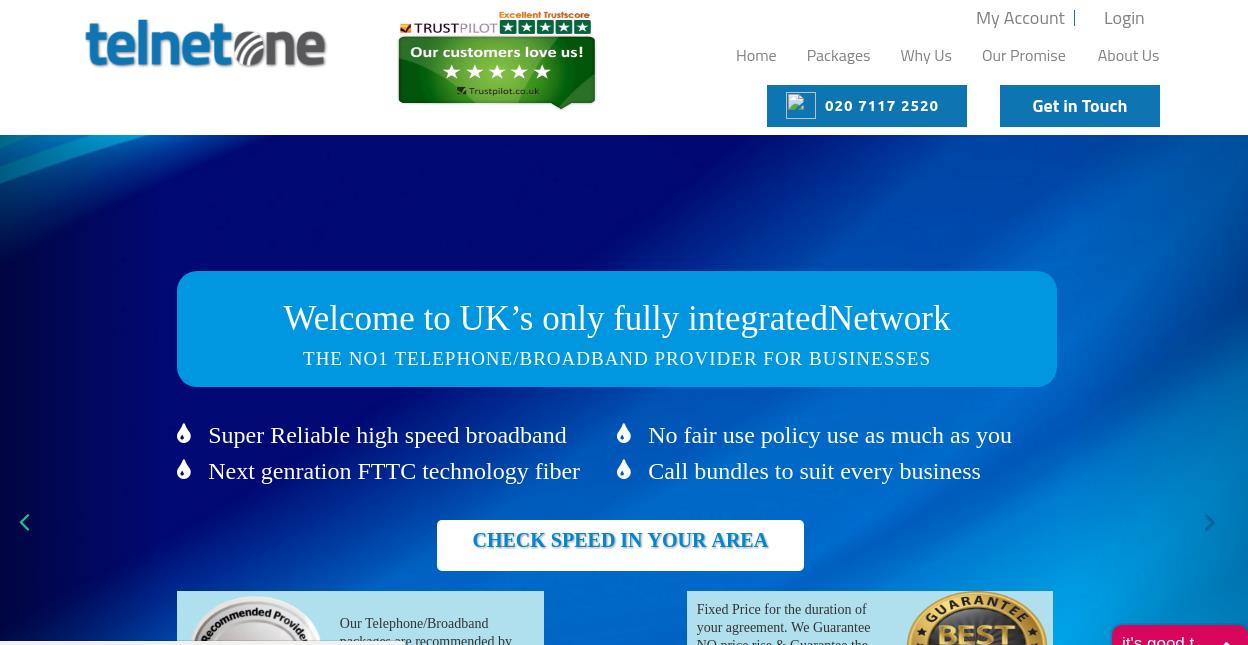 telnetone
Excellent Trustscore
TRUSTPILOT
Our customers love us!
Trustpilot.co.uk
My Account
Login
Home
Packages
Why Us
Our Promise
About Us
020 7117 2520
Get in Touch
Welcome to UK’s only fully integratedNetwork
THE NO1 TELEPHONE/BROADBAND PROVIDER FOR BUSINESSES
Super Reliable high speed broadband
No fair use policy use as much as you
Next genration FTTC technology fiber
Call bundles to suit every business
CHECK SPEED IN YOUR AREA
Recommended Provider
Our Telephone/Broadband
packages are recommended by
Fixed Price for the duration of
your agreement. We Guarantee
NO price rise & Guarantee the
GUARANTEE
BEST
it's good t